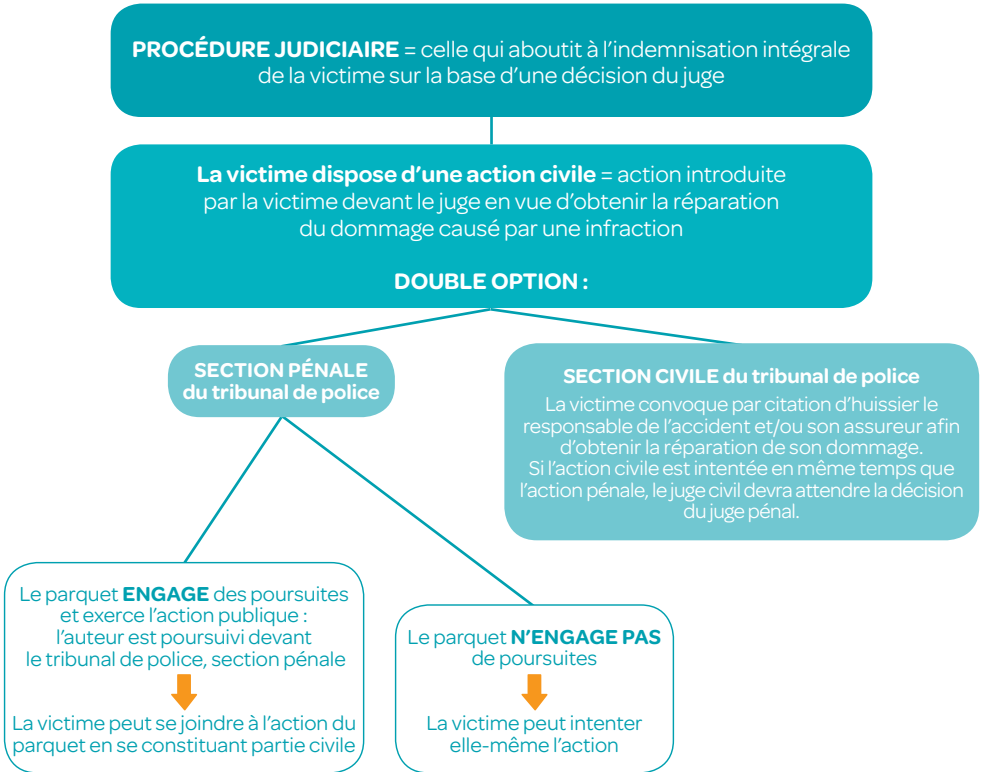 PROCÉDURE JUDICIAIRE = celle qui aboutit à l’indemnisation intégrale
de la victime sur la base d’une décision du juge
La victime dispose d’une action civile = action introduite
par la victime devant le juge en vue d’obtenir la réparation
du dommage causé par une infraction
DOUBLE OPTION :
SECTION PÉNALE
du tribunal de police
SECTION CIVILE du tribunal de police
La victime convoque par citation d’huissier le
responsable de l’accident et/ou son assureur afin
d’obtenir la réparation de son dommage.
Si l’action civile est intentée en même temps que
l’action pénale, le juge civil devra attendre la décision
du juge pénal.
Le parquet ENGAGE des poursuites
et exerce l’action publique :
l’auteur est poursuivi devant
le tribunal de police, section pénale
La victime peut se joindre à l’action du
parquet en se constituant partie civile
Le parquet N’ENGAGE PAS
de poursuites
La victime peut intenter
elle-même l’action